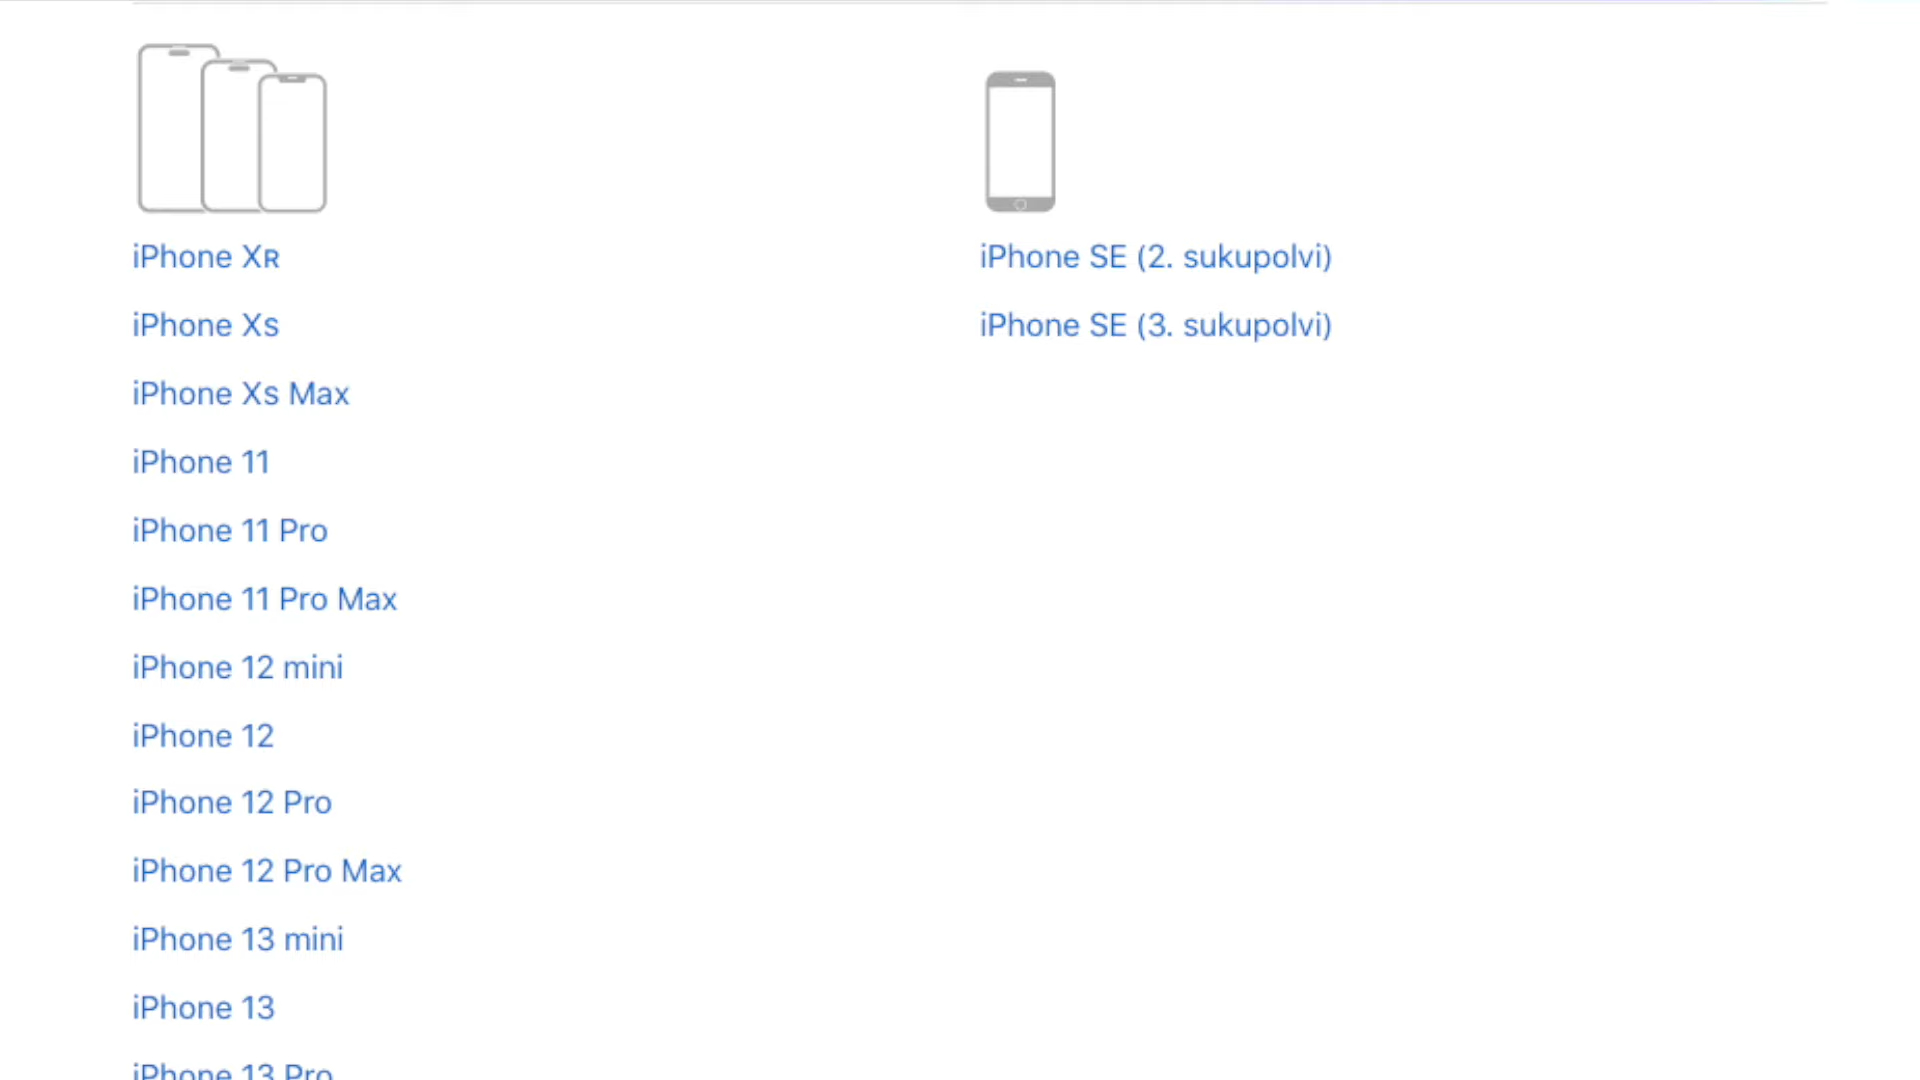 iPhone XR
iPhone XS
iPhone XS Max
iPhone 11
iPhone 11 Pro
iPhone 11 Pro Max
iPhone 12 mini
iPhone 12
iPhone 12 Pro
iPhone 12 Pro Max
iPhone 13 mini
iPhone 13
iPhone 13 Pro
iPhone SE (2. sukupolvi)
iPhone SE (3. sukupolvi)